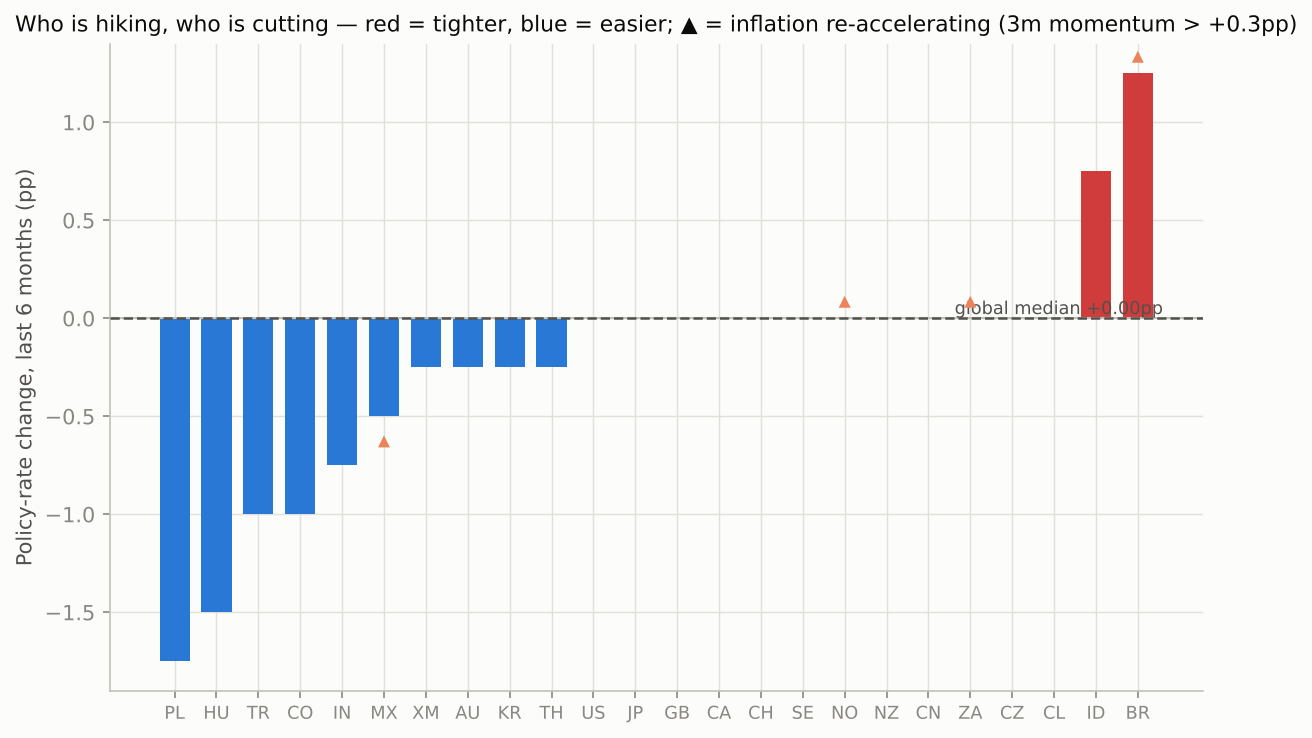 Who is hiking, who is cutting — red = tighter, blue = easier; ▲ = inflation re-accelerating (3m momentum > +0.3pp)
Policy-rate change, last 6 months (pp)
1.0
0.5
0.0
−0.5
−1.0
−1.5
global median +0.00pp
PL HU TR CO IN MX XM AU KR TH US JP GB CA CH SE NO NZ CN ZA CZ CL ID BR